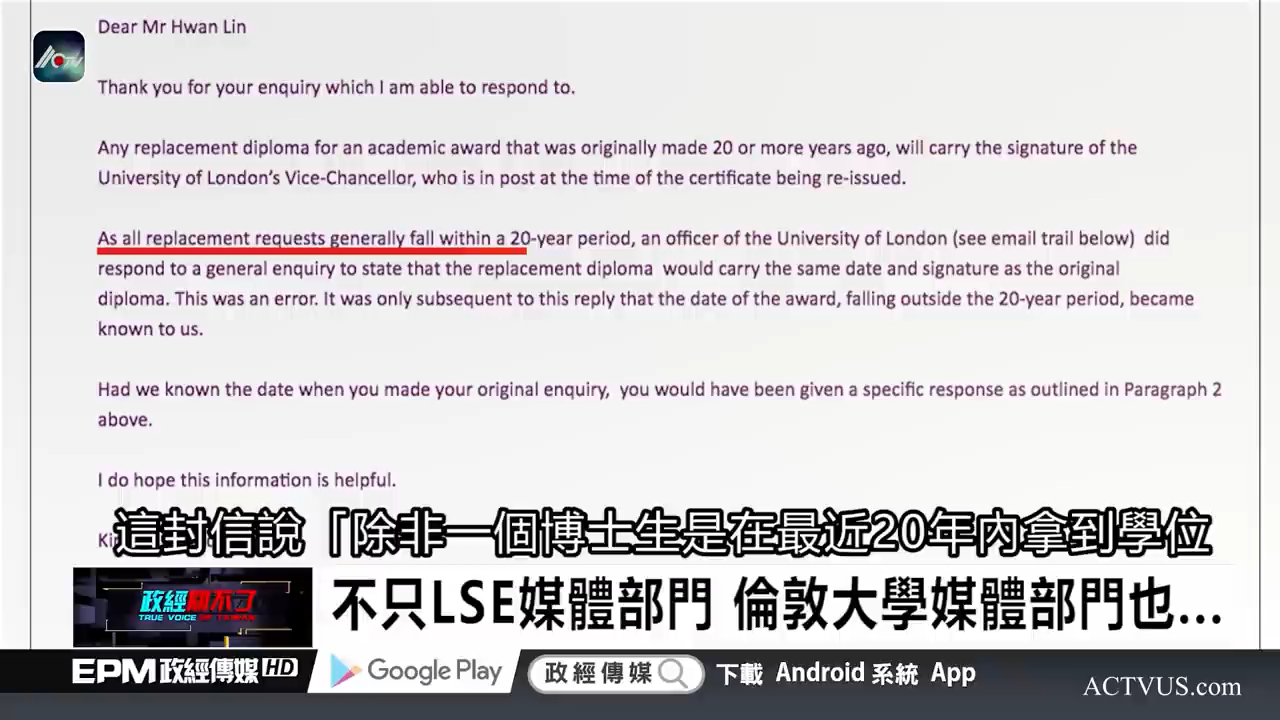 Dear Mr Hwan Lin
Thank you for your enquiry which I am able to respond to.
Any replacement diploma for an academic award that was originally made 20 or more years ago, will carry the signature of the
University of London's Vice-Chancellor, who is in post at the time of the certificate being re-issued.
As all replacement requests generally fall within a 20-year period, an officer of the University of London (see email trail below) did
respond to a general enquiry to state that the replacement diploma would carry the same date and signature as the original
diploma. This was an error. It was only subsequent to this reply that the date of the award, falling outside the 20-year period, became
known to us.
Had we known the date when you made your original enquiry, you would have been given a specific response as outlined in Paragraph 2
above.
I do hope this information is helpful.
這封信說「除非一個博士生是在最近20年內拿到學位
政經關不了
TRUE VOICE OF TAIWAN
不只LSE媒體部門 倫敦大學媒體部門也...
EPM政經傳媒HD
Google Play
政經傳媒
下載 Android 系統 App
ACTVUS.com